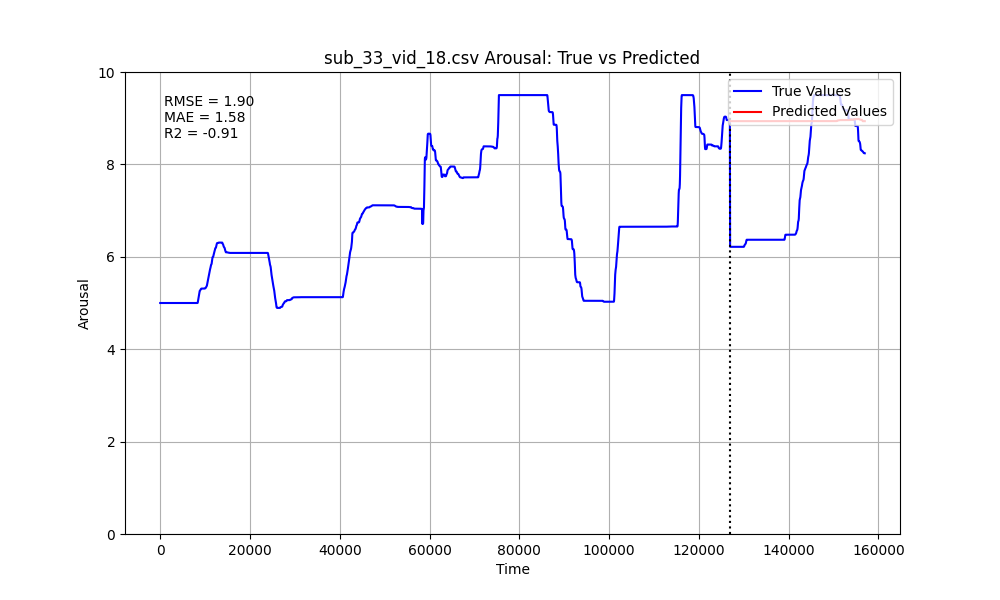 sub_33_vid_18.csv Arousal: True vs Predicted
10
8
6
4
2
0
Arousal
RMSE = 1.90
MAE = 1.58
R2 = -0.91
True Values
Predicted Values
0 20000 40000 60000 80000 100000 120000 140000 160000
Time